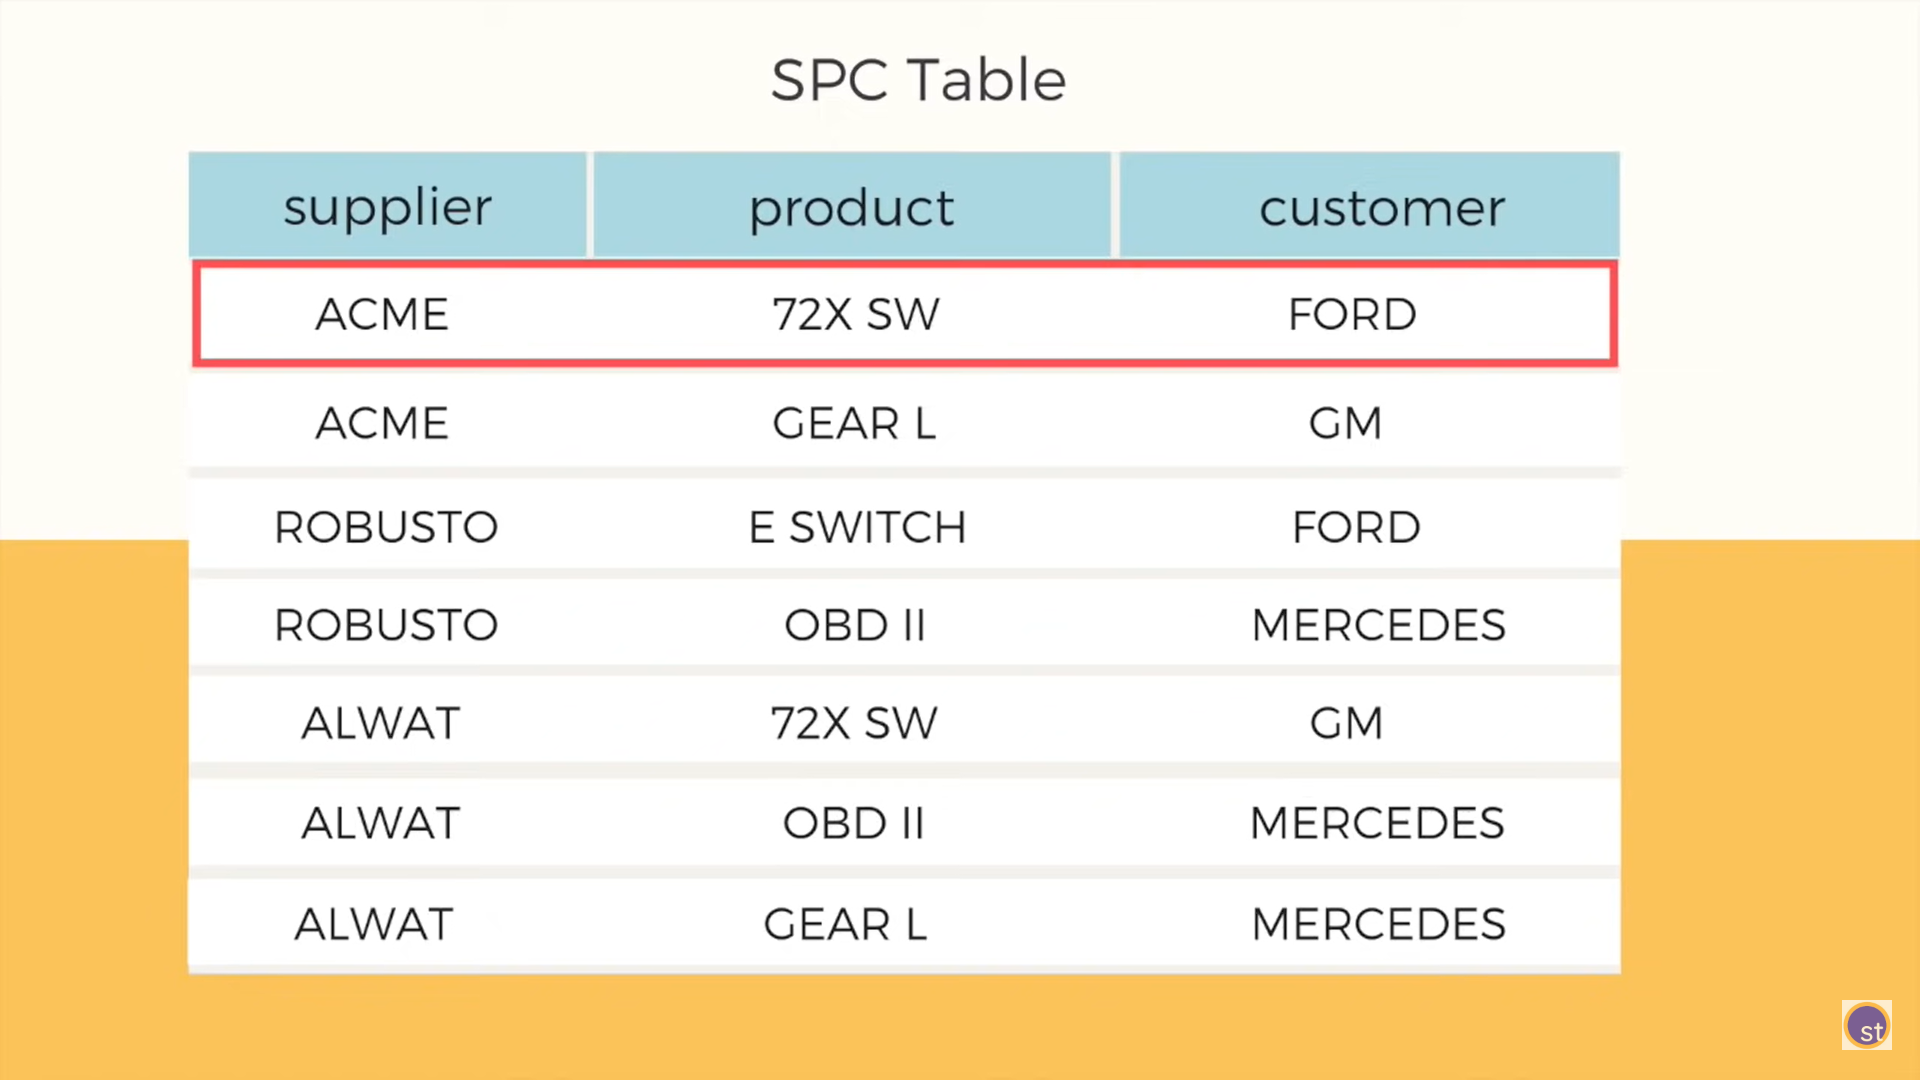 SPC Table
supplier product customer
ACME 72X SW FORD
ACME GEAR L GM
ROBUSTO E SWITCH FORD
ROBUSTO OBD II MERCEDES
ALWAT 72X SW GM
ALWAT OBD II MERCEDES
ALWAT GEAR L MERCEDES
st